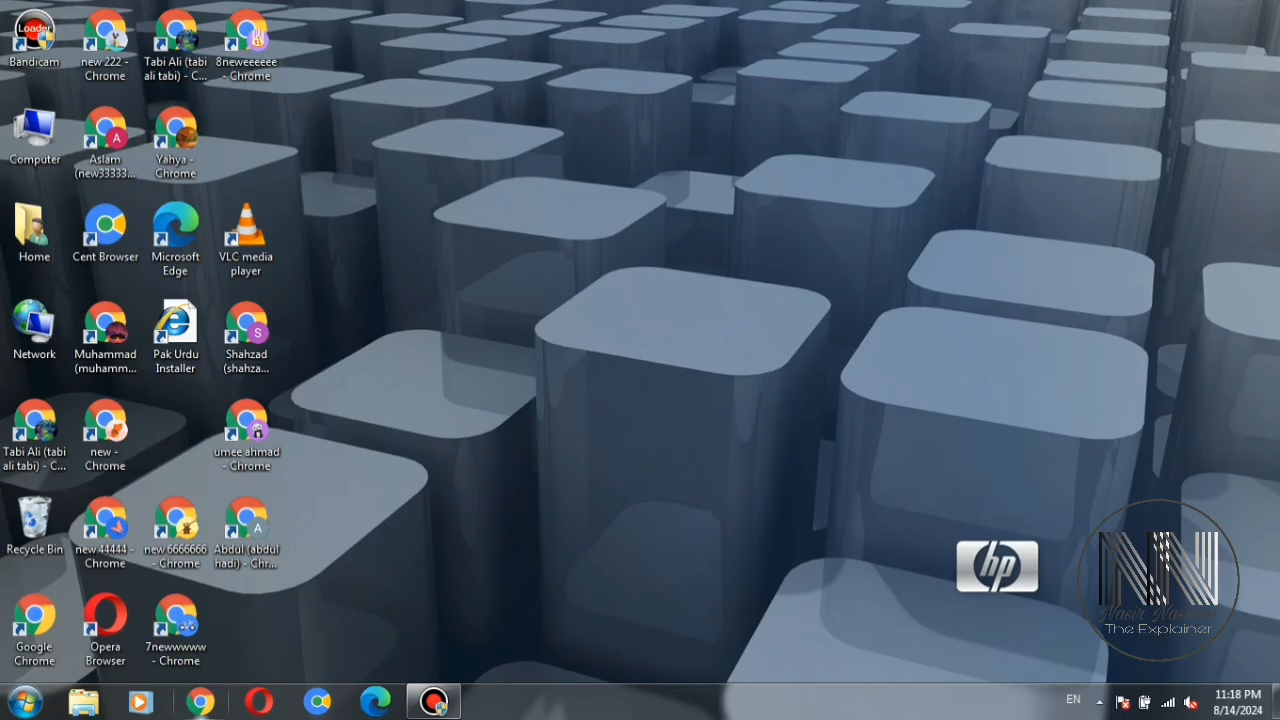 Loader
Bandicam
new 222 -
Chrome
Tabi Ali (tabi
ali tabi) - C...
8neweeeeee
- Chrome
Computer
A
Aslam
(new33333...
Yahya -
Chrome
Home
Cent Browser
Microsoft
Edge
VLC media
player
Network
Muhammad
(muhamm...
Pak Urdu
Installer
S
Shahzad
(shahza...
Tabi Ali (tabi
ali tabi) - C...
new -
Chrome
umee ahmad
- Chrome
Recycle Bin
new 44444 -
Chrome
new 6666666
- Chrome
A
Abdul (abdul
hadi) - Chr...
Google
Chrome
Opera
Browser
7newwwww
- Chrome
hp
NN
Nasir
The Explainer
EN
11:18 PM
8/14/2024